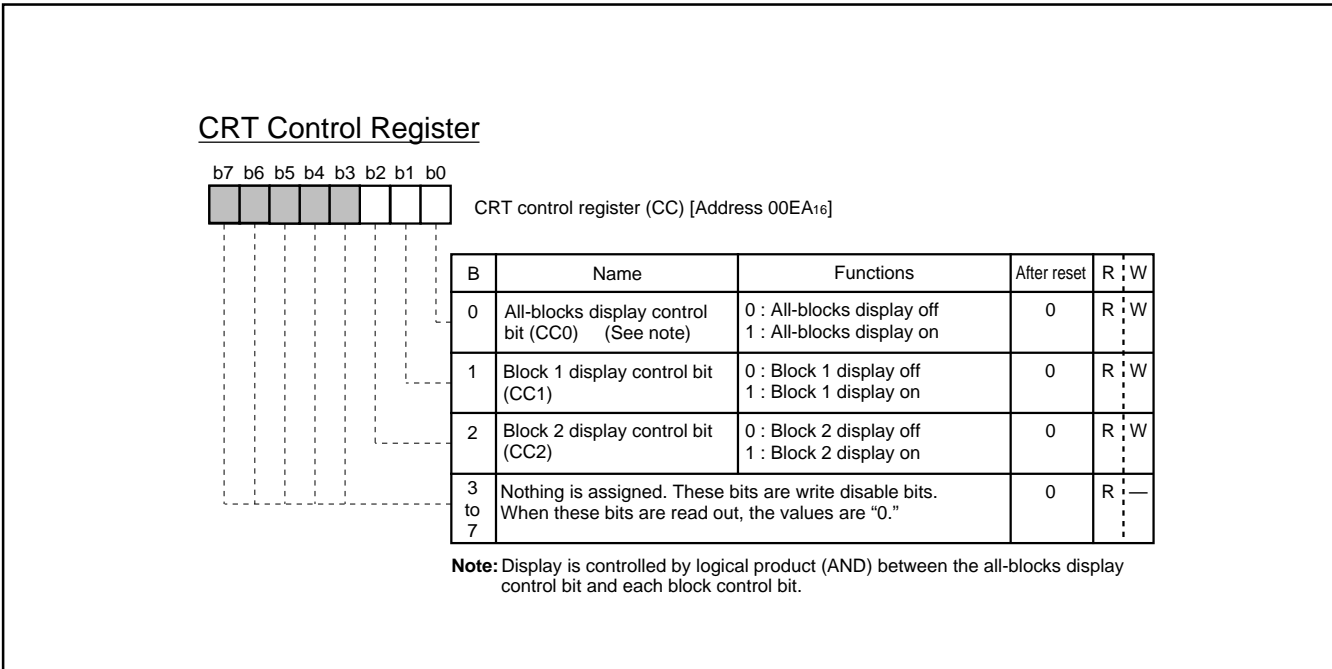 CRT Control Register
b7 b6 b5 b4 b3 b2 b1 b0
CRT control register (CC) [Address 00EA16]
B Name Functions After reset R W
0 All-blocks display control bit (CC0) (See note) 0 : All-blocks display off 1 : All-blocks display on 0 R W
1 Block 1 display control bit (CC1) 0 : Block 1 display off 1 : Block 1 display on 0 R W
2 Block 2 display control bit (CC2) 0 : Block 2 display off 1 : Block 2 display on 0 R W
3 to 7 Nothing is assigned. These bits are write disable bits. When these bits are read out, the values are “0.” 0 R —
Note: Display is controlled by logical product (AND) between the all-blocks display
control bit and each block control bit.